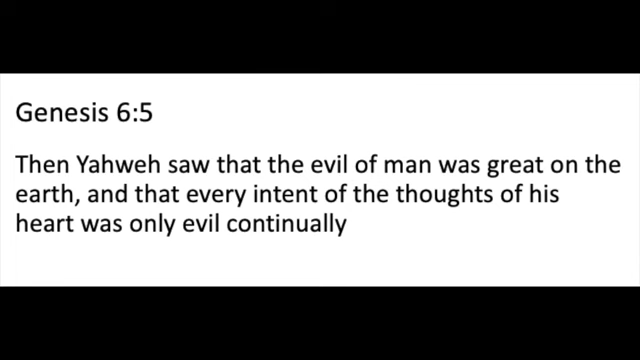 Genesis 6:5
Then Yahweh saw that the evil of man was great on the
earth, and that every intent of the thoughts of his
heart was only evil continually